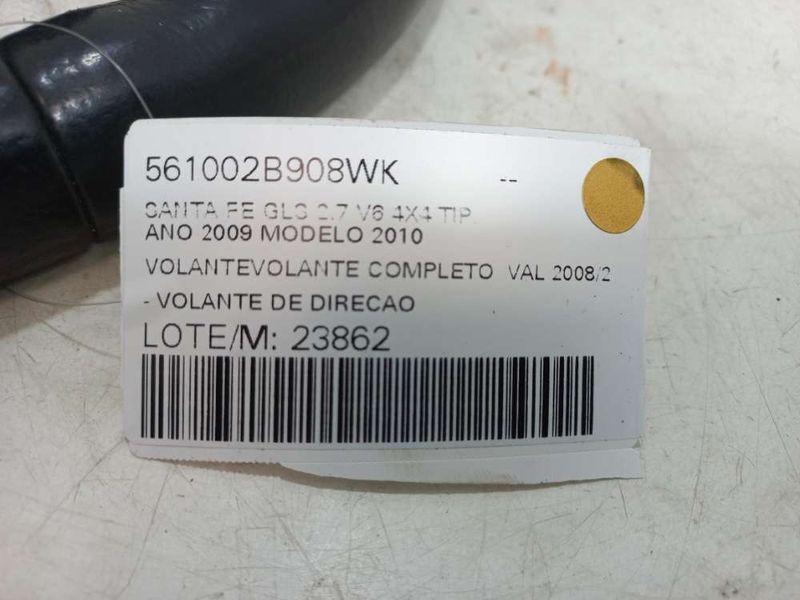 561002B908WK --
SANTA FE GLS 2.7 V6 4X4 TIP.
ANO 2009 MODELO 2010
VOLANTEVOLANTE COMPLETO VAL 2008/2
- VOLANTE DE DIRECAO
LOTE/M: 23862